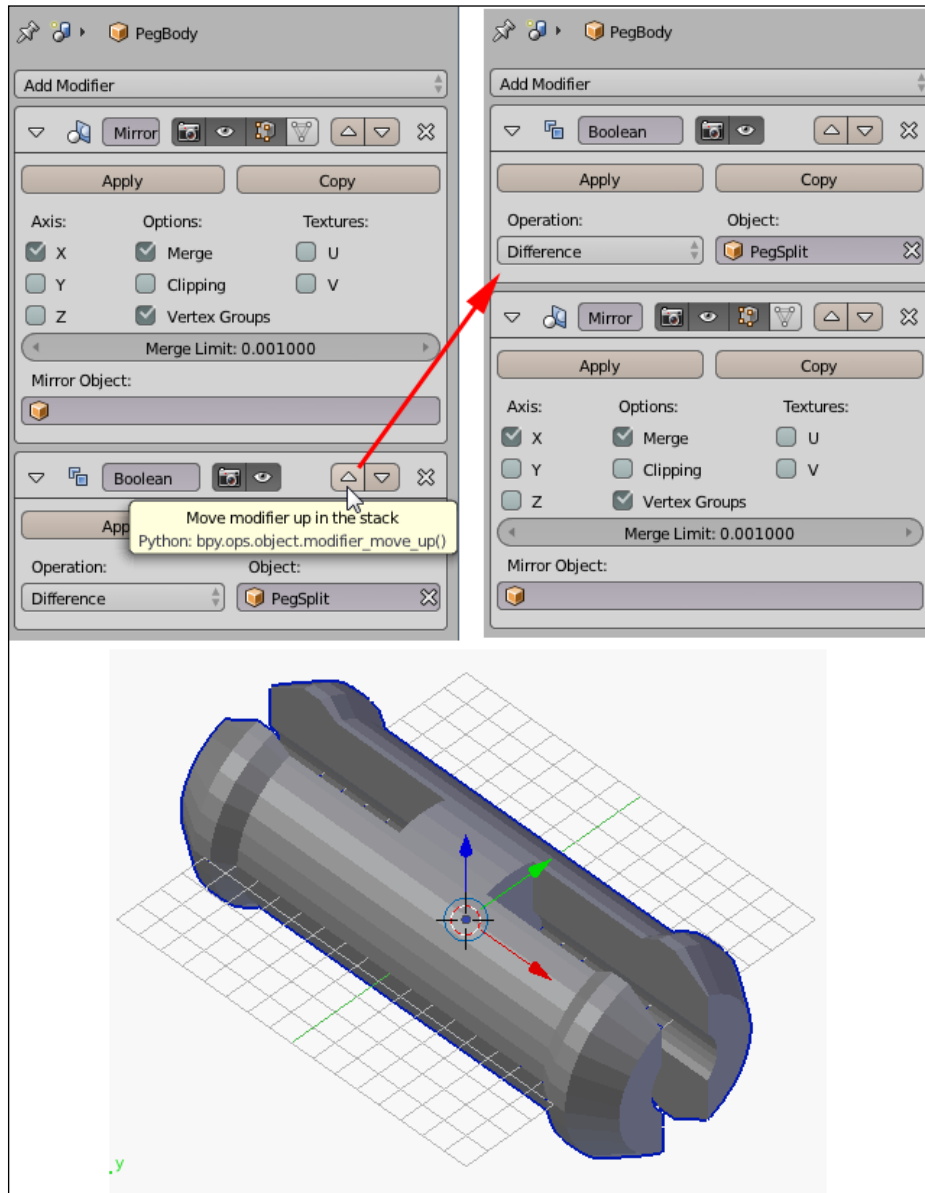 PegBody
Add Modifier
Mirror
Apply Copy
Axis: Options: Textures:
X Merge U
Y Clipping V
Z Vertex Groups
Merge Limit: 0.001000
Mirror Object:
Boolean
App
Move modifier up in the stack
Python: bpy.ops.object.modifier_move_up()
Operation: Object:
Difference PegSplit
PegBody
Add Modifier
Boolean
Apply Copy
Operation: Object:
Difference PegSplit
Mirror
Apply Copy
Axis: Options: Textures:
X Merge U
Y Clipping V
Z Vertex Groups
Merge Limit: 0.001000
Mirror Object:
y